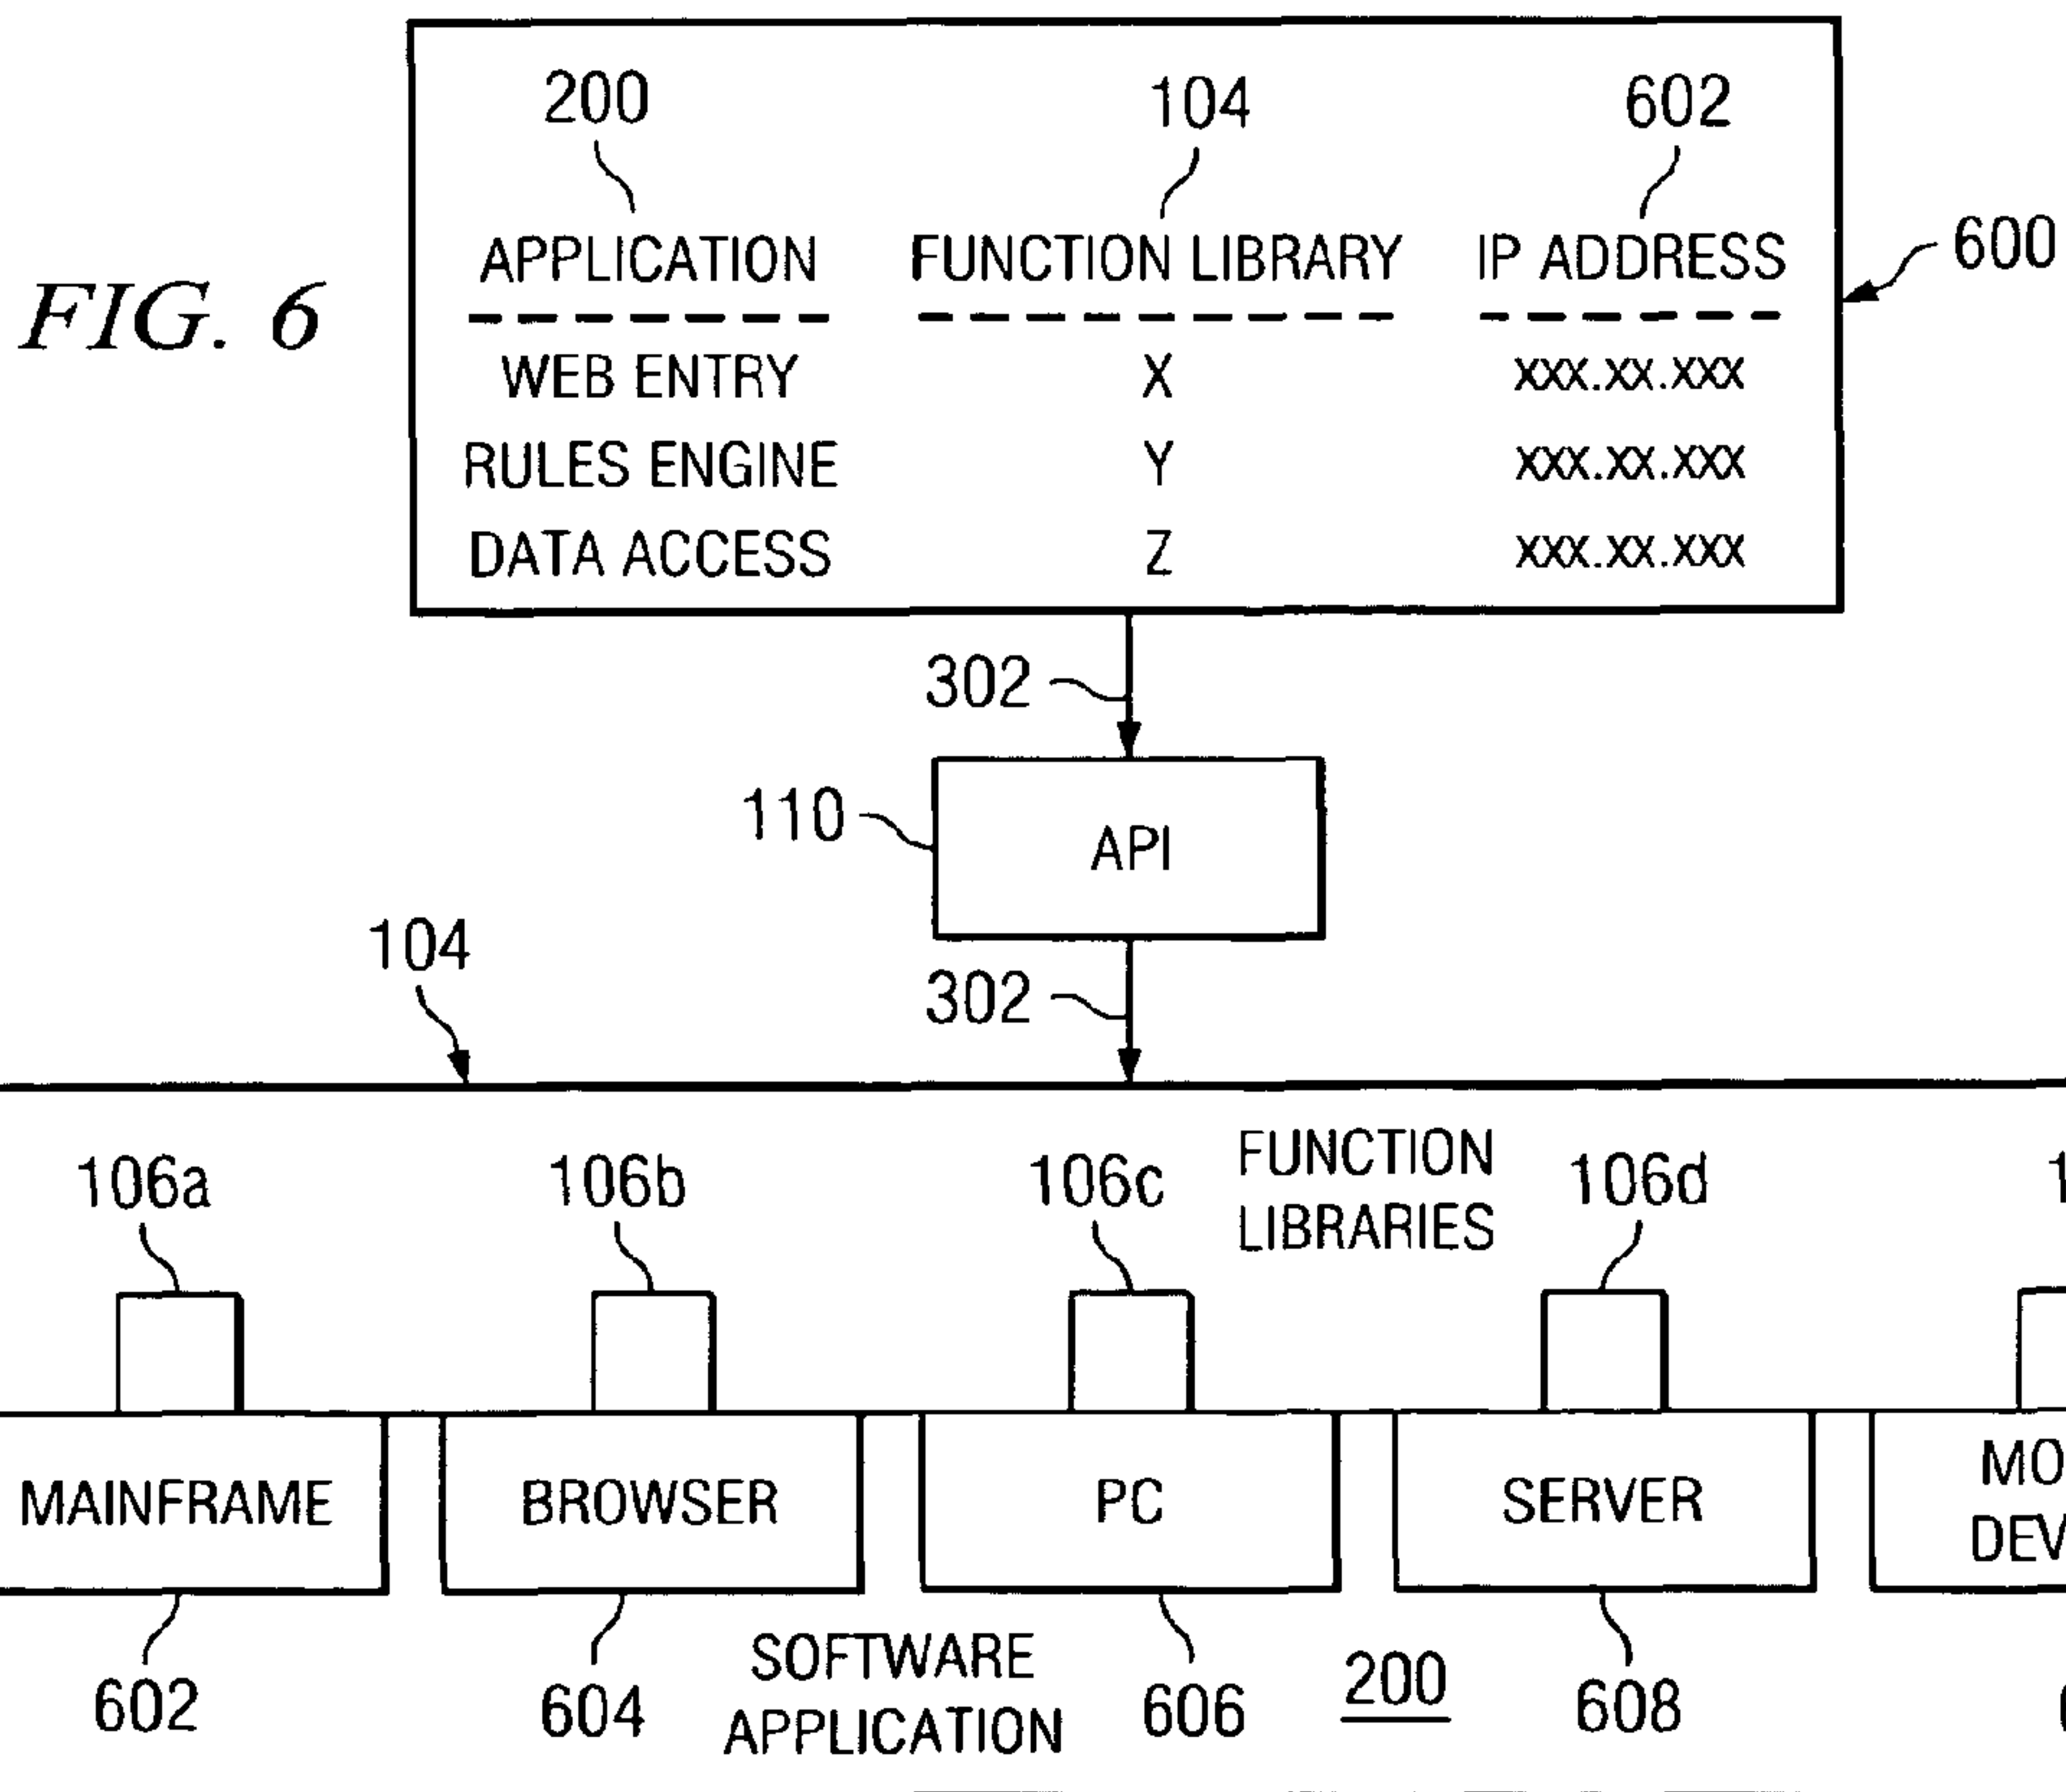 200 104 602
APPLICATION FUNCTION LIBRARY IP ADDRESS
600
FIG. 6
WEB ENTRY X XXX.XX.XXX
RULES ENGINE Y XXX.XX.XXX
DATA ACCESS Z XXX.XX.XXX
302
110
API
104
302
FUNCTION
LIBRARIES
106a 106b 106c 106d
MAINFRAME BROWSER PC SERVER
602 604 606 608
SOFTWARE
APPLICATION
200